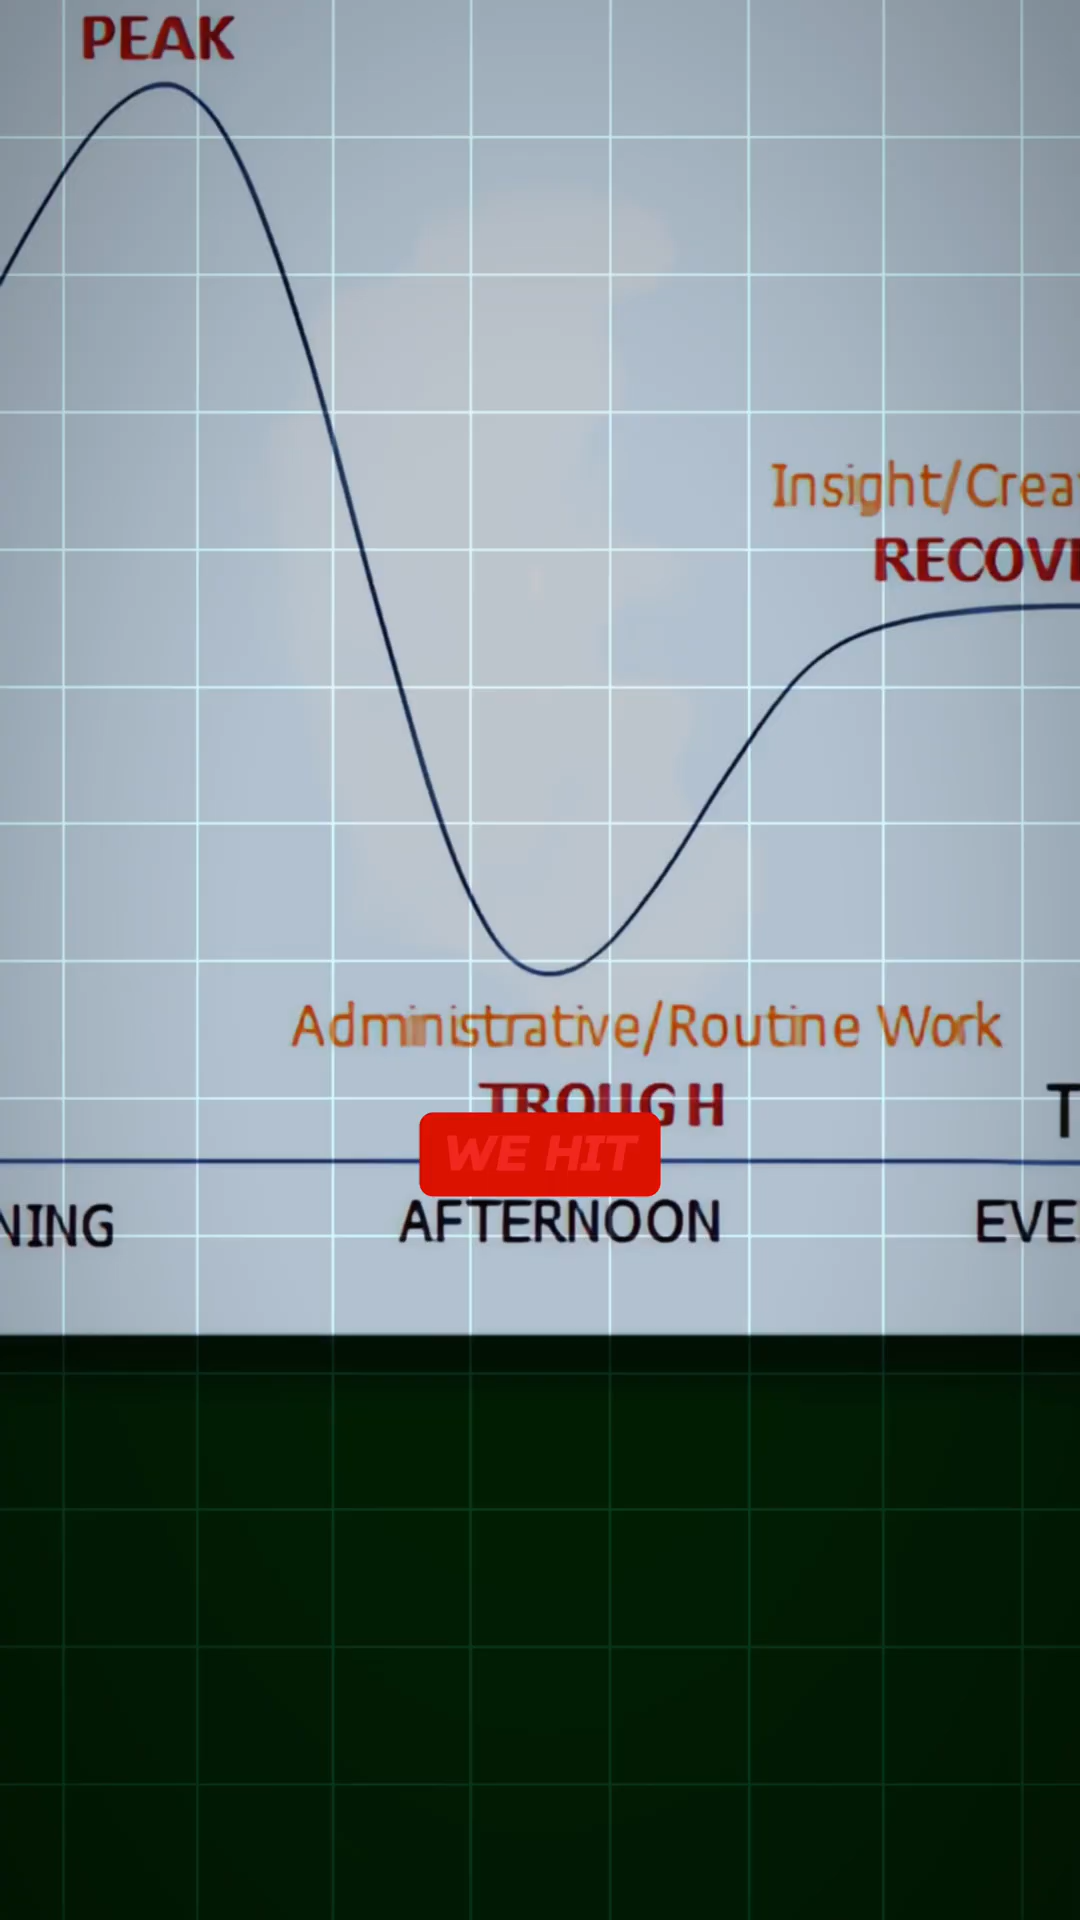 PEAK
Insight/Crea
RECOV
Administrative/Routine Work
TROUGH
T
WE HIT
NING
AFTERNOON
EVE